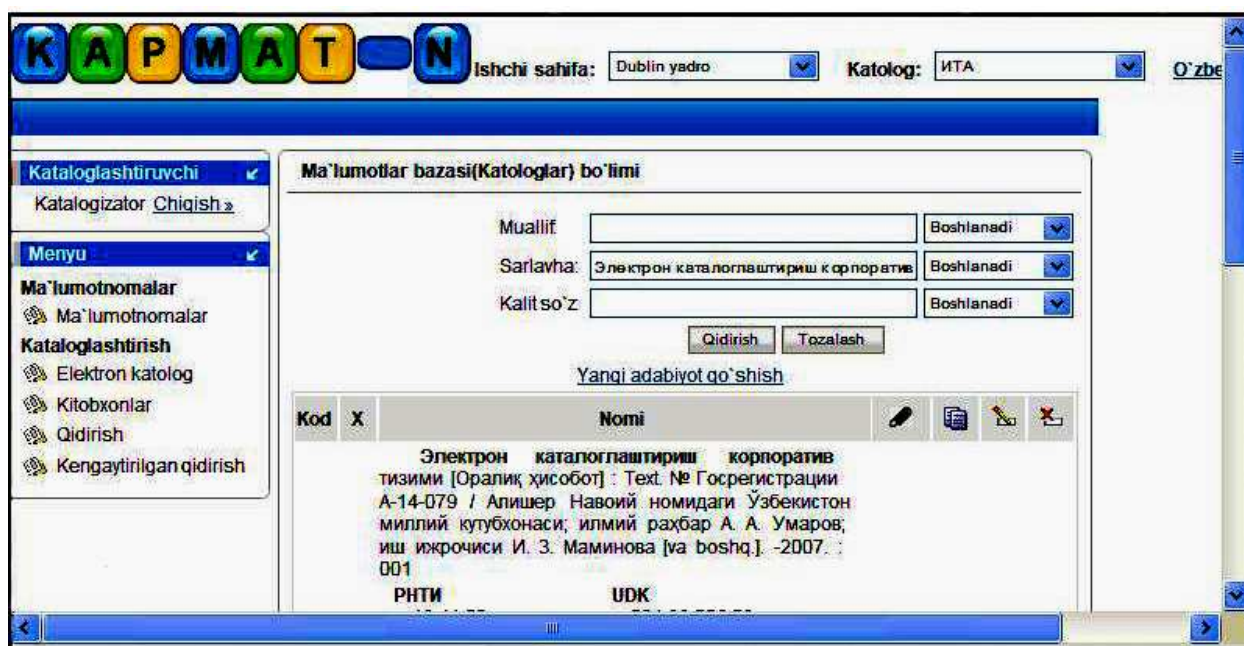 КАРМАТ-N
Ishchi sahifa: Dublin yadro Katolog: ИТА O`zbe
Kataloglashtiruvchi
Katalogizator Chiqish »
Menyu
Ma`lumotnomalar
Ma`lumotnomalar
Kataloglashtirish
Elektron katolog
Kitobxonlar
Qidirish
Kengaytirilgan qidirish
Ma`lumotlar bazasi(Katologlar) bo`limi
Muallif: Boshlanadi
Sarlavha: Электрон каталоглаштириш корпоратив Boshlanadi
Kalit so`z Boshlanadi
Qidirish Tozalash
Yangi adabiyot qo`shish
Kod X Nomi
Электрон каталоглаштириш корпоратив
тизими [Оралиқ ҳисобот] : Text. № Госрегистрации
А-14-079 / Алишер Навоий номидаги Ўзбекистон
миллий кутубхонаси; илмий раҳбар А. А. Умаров;
иш ижрочиси И. З. Маминова [va boshq.]. -2007. :
001
РНТИ UDK